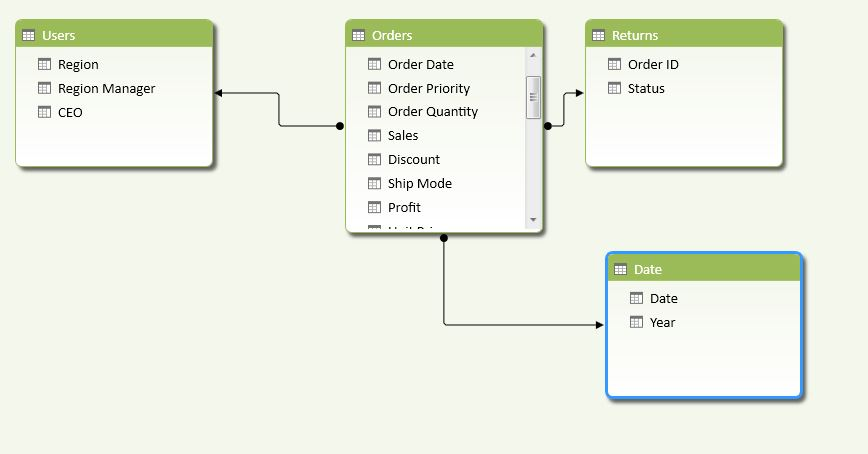 Users
Region
Region Manager
CEO
Orders
Order Date
Order Priority
Order Quantity
Sales
Discount
Ship Mode
Profit
Returns
Order ID
Status
Date
Date
Year